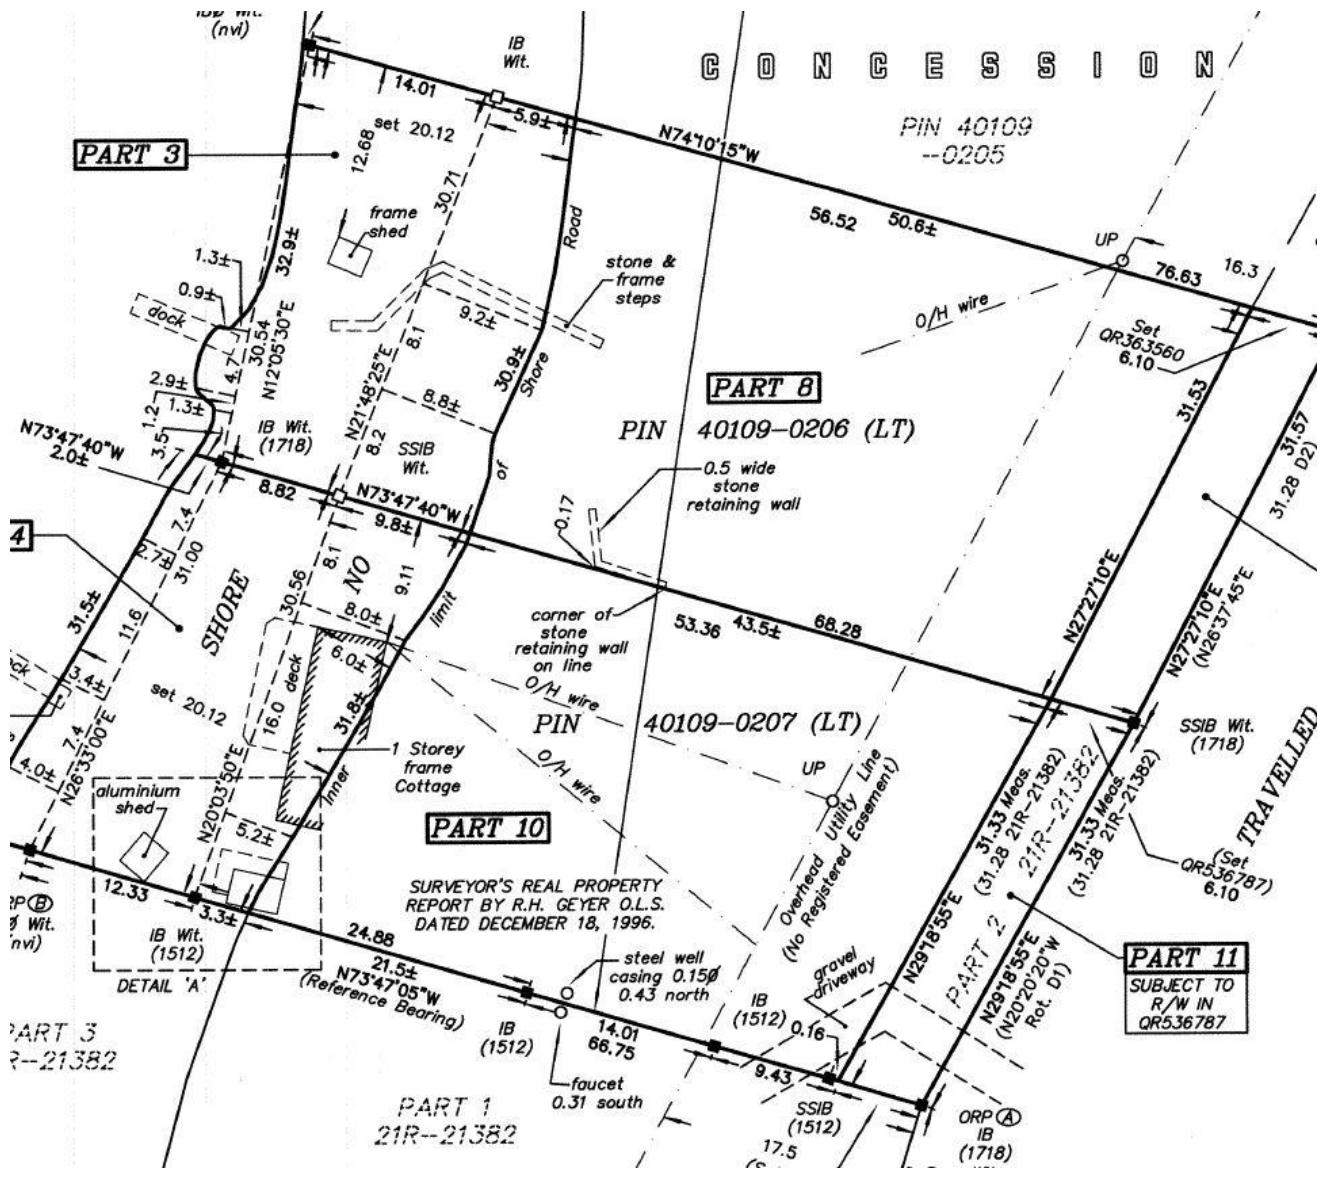 (nvi)
IB
Wit.
CONCESSION
14.01
5.9±
set 20.12
N74°10'15"W
PIN 40109
--0205
PART 3
12.68
30.71
56.52
50.6±
Road
frame
shed
32.9±
stone &
frame
steps
UP
76.63
16.3
1.3±
0.9±
dock
9.2±
8.1
O/H wire
Set
QR363560
6.10
30.54
N12°05'30"E
4.7
30.9±
Shore
2.9±
1.3±
1.2
3.5
N21°48'25"E
8.8±
8.2
PART 8
31.53
31.57
31.28 D2)
N73°47'40"W
2.0±
IB Wit.
(1718)
SSIB
Wit.
PIN 40109-0206 (LT)
of
0.5 wide
stone
retaining wall
8.82
N73°47'40"W
9.8±
0.17
4
7.4
2.7±
31.00
SHORE
NO
8.1
9.11
30.56
8.0±
limit
N27°27'10"E
N27°27'10"E
(N26°37'45"E)
31.5±
11.6
corner of
stone
retaining wall
on line
53.36
43.5±
68.28
6.0±
deck
16.0
31.8±
3.4±
set 20.12
7.4
4.0±
N26°33'00"E
O/H wire
O/H wire
PIN 40109-0207 (LT)
SSIB Wit.
(1718)
TRAVELLED
1 Storey
frame
Cottage
Inner
UP
Overhead Utility Line
(No Registered Easement)
31.33 Meas.
(31.28 21R-21382)
21R--21382
31.33 Meas.
(31.28 21R-21382)
aluminium
shed
N20°03'50"E
5.2±
PART 10
(Set
QR536787)
6.10
12.33
3.3±
SURVEYOR'S REAL PROPERTY
REPORT BY R.H. GEYER O.L.S.
DATED DECEMBER 18, 1996.
N29°18'55"E
PART 2
N29°18'55"E
(N20°20'20"W
Rot. D1)
PART 11
SUBJECT TO
R/W IN
QR536787
Wit.
nvi)
IB Wit.
(1512)
DETAIL 'A'
24.88
21.5±
N73°47'05"W
(Reference Bearing)
steel well
casing 0.15Ø
0.43 north
gravel
driveway
IB
(1512)
0.16
IB
(1512)
14.01
66.75
9.43
PART 3
R--21382
faucet
0.31 south
PART 1
21R--21382
SSIB
(1512)
17.5
ORP A
IB
(1718)